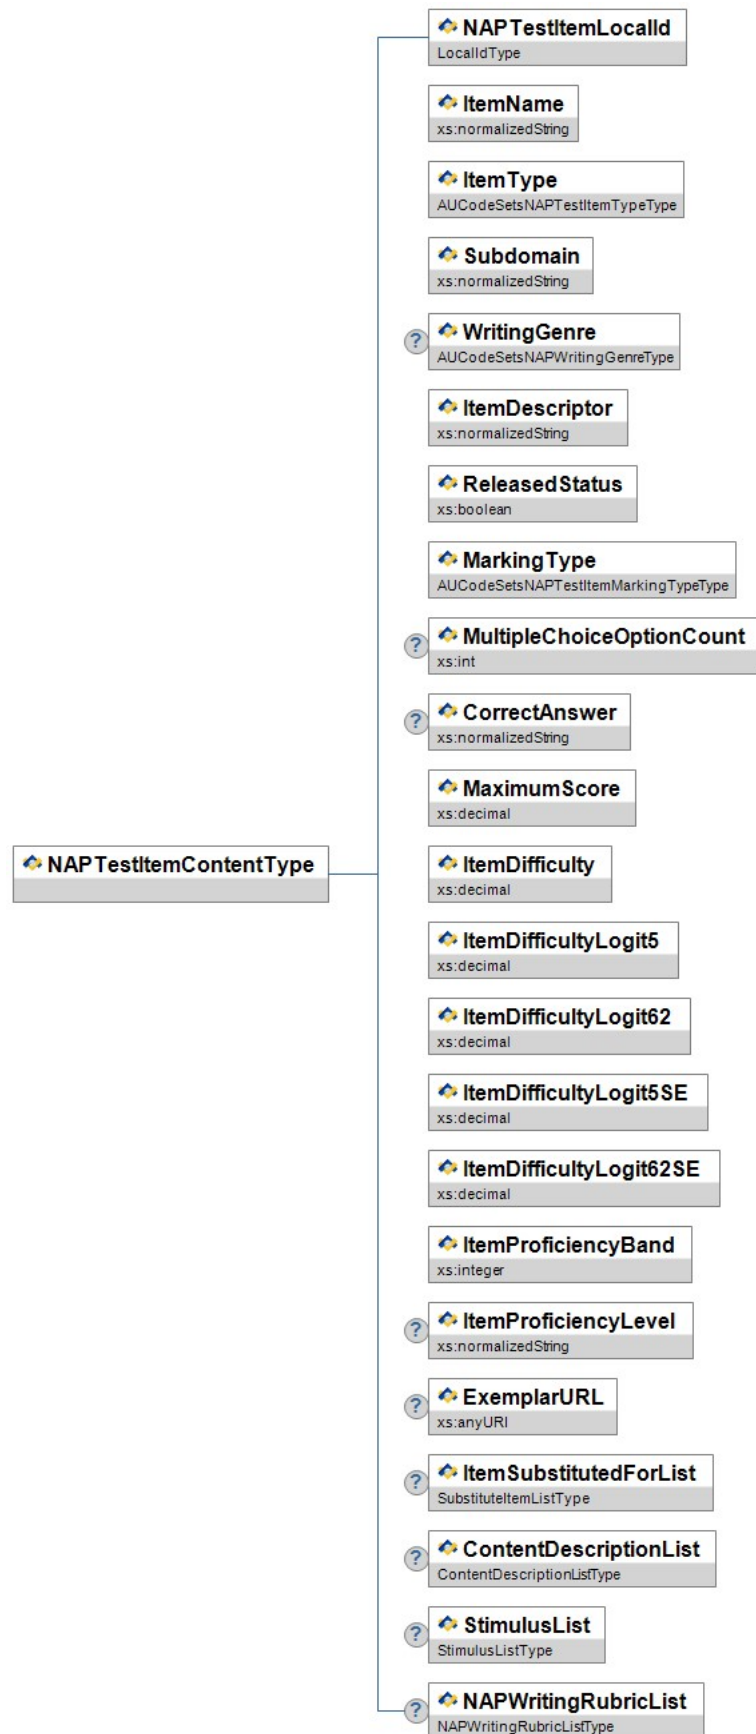 NAPTestItemLocalId
LocalIdType
ItemName
xs:normalizedString
ItemType
AUCodeSetsNAPTestItemTypeType
Subdomain
xs:normalizedString
?
WritingGenre
AUCodeSetsNAPWritingGenreType
ItemDescriptor
xs:normalizedString
ReleasedStatus
xs:boolean
MarkingType
AUCodeSetsNAPTestItemMarkingTypeType
?
MultipleChoiceOptionCount
xs:int
?
CorrectAnswer
xs:normalizedString
MaximumScore
xs:decimal
NAPTestItemContentType
ItemDifficulty
xs:decimal
ItemDifficultyLogit5
xs:decimal
ItemDifficultyLogit62
xs:decimal
ItemDifficultyLogit5SE
xs:decimal
ItemDifficultyLogit62SE
xs:decimal
ItemProficiencyBand
xs:integer
?
ItemProficiencyLevel
xs:normalizedString
?
ExemplarURL
xs:anyURI
?
ItemSubstitutedForList
SubstituteItemListType
?
ContentDescriptionList
ContentDescriptionListType
?
StimulusList
StimulusListType
?
NAPWritingRubricList
NAPWritingRubricListType